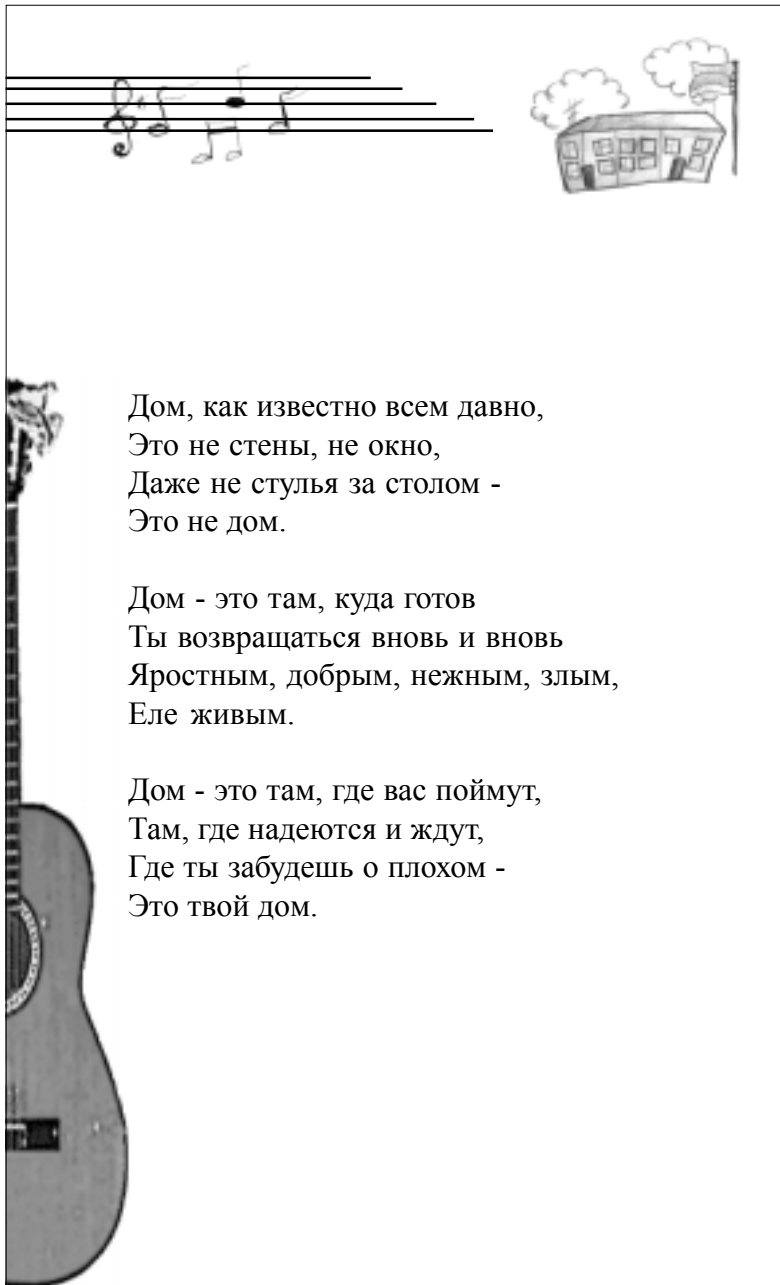 Дом, как известно всем давно,
Это не стены, не окно,
Даже не стулья за столом -
Это не дом.

Дом - это там, куда готов
Ты возвращаться вновь и вновь
Яростным, добрым, нежным, злым,
Еле живым.

Дом - это там, где вас поймут,
Там, где надеются и ждут,
Где ты забудешь о плохом -
Это твой дом.